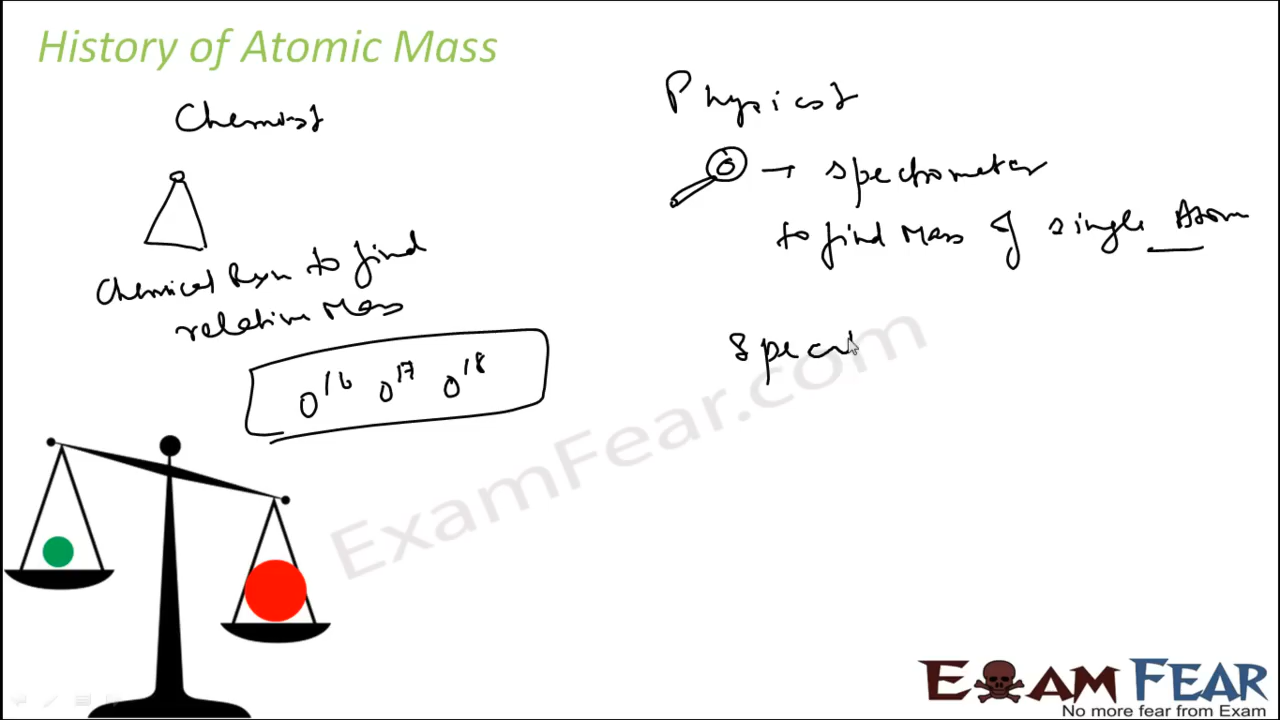 History of Atomic Mass
Chemist
Chemical Rxn to find
relative Mass
O16 O17 O18
Physicist
→ spectrometer
to find Mass of single Atom
spect
ExamFear.com
EXAM FEAR
No more fear from Exam